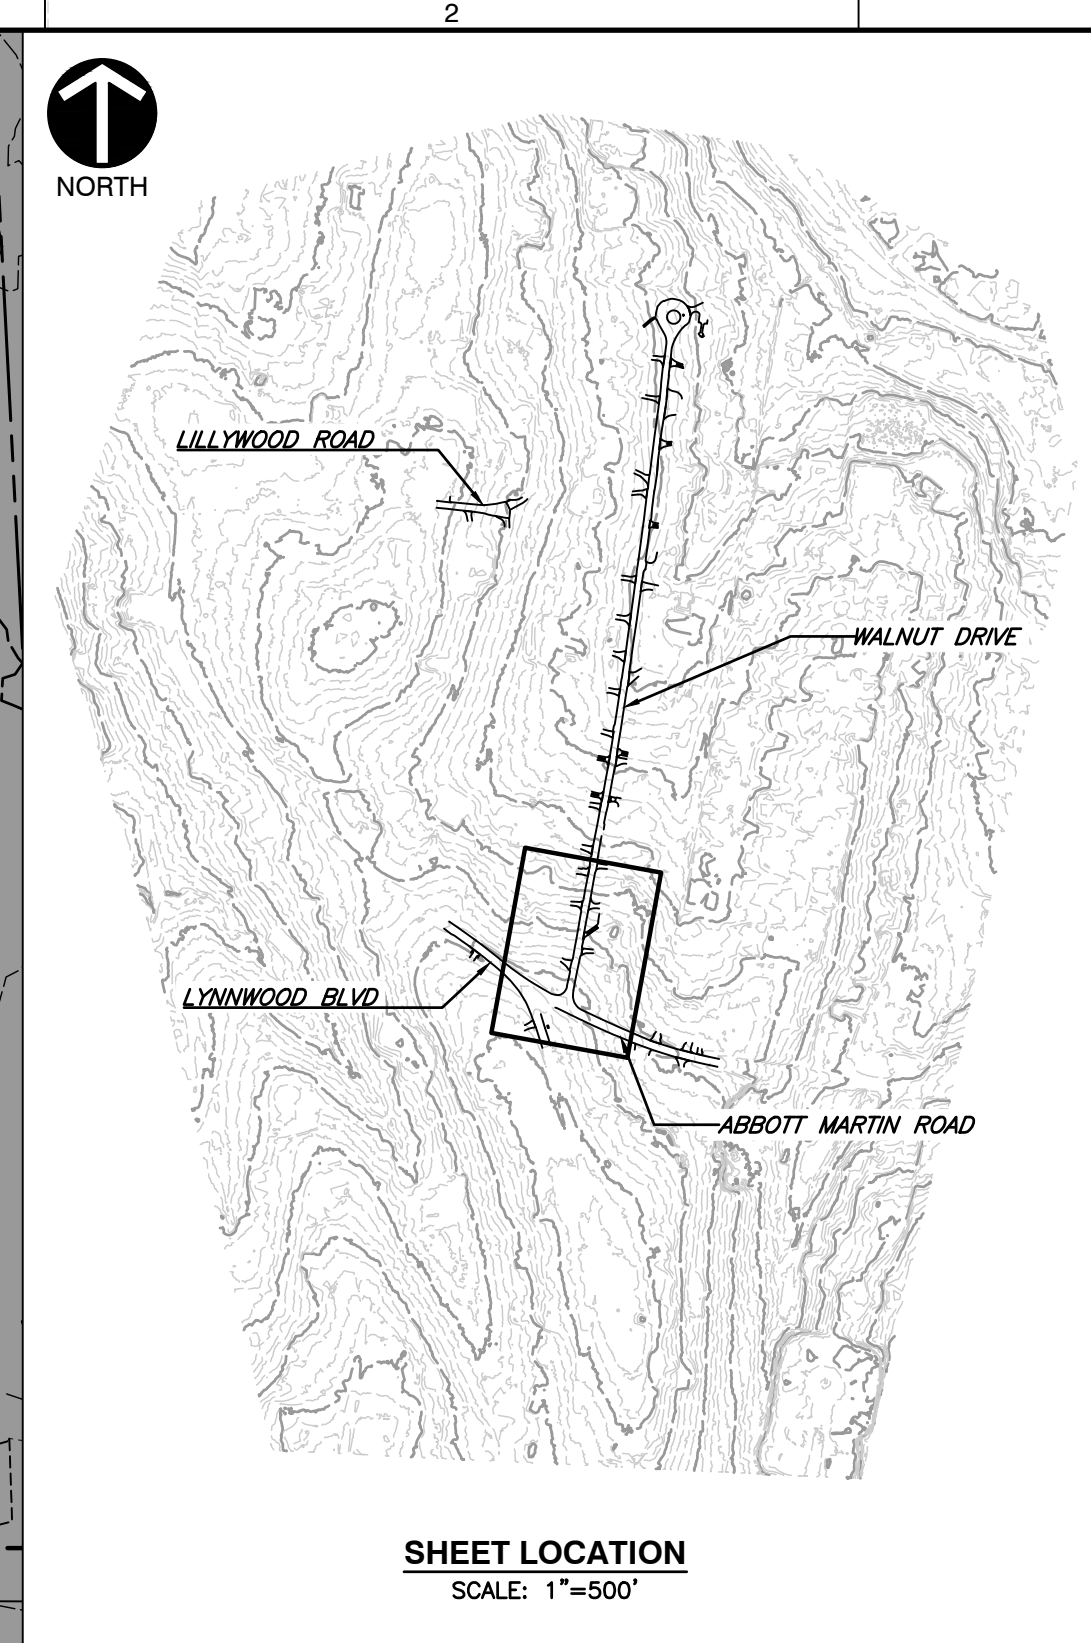 2
NORTH
LILLYWOOD ROAD
WALNUT DRIVE
LYNNWOOD BLVD
ABBOTT MARTIN ROAD
SHEET LOCATION
SCALE: 1"=500'